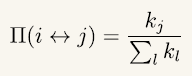 Π(i ↔ j) = k_j / ∑_l k_l